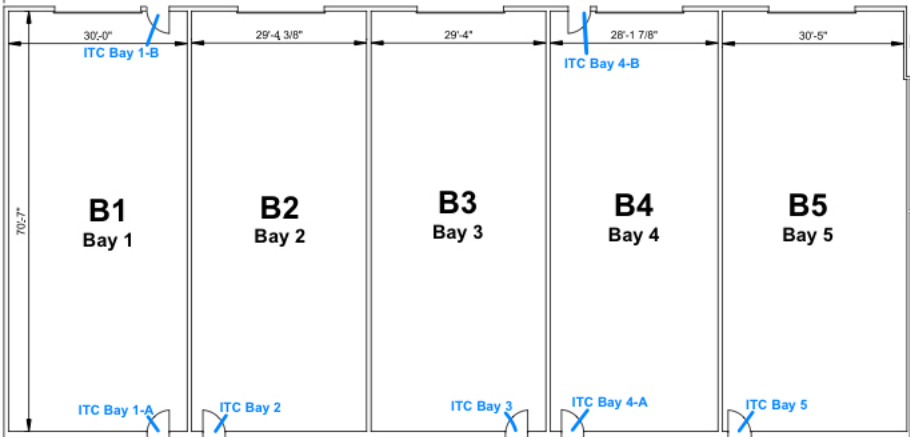 30'-0"
29'-4 3/8"
29'-4"
28'-1 7/8"
30'-5"
ITC Bay 1-B
ITC Bay 4-B
70'-7"
B1
Bay 1
B2
Bay 2
B3
Bay 3
B4
Bay 4
B5
Bay 5
ITC Bay 1-A
ITC Bay 2
ITC Bay 3
ITC Bay 4-A
ITC Bay 5